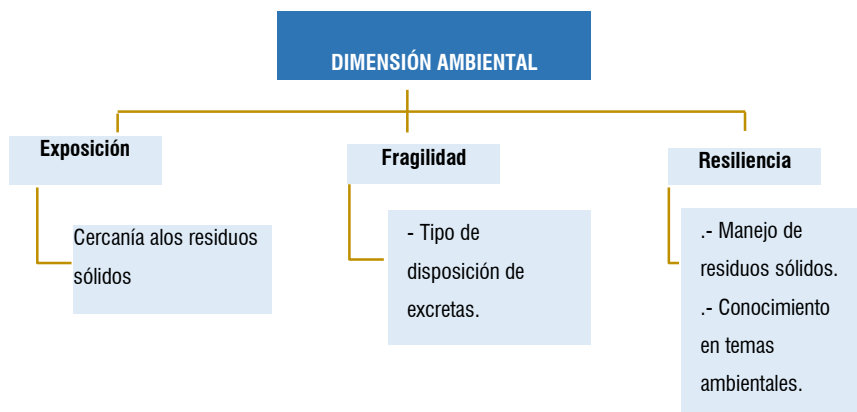 DIMENSIÓN AMBIENTAL
Exposición
Cercanía alos residuos
sólidos
Fragilidad
- Tipo de
disposición de
excretas.
Resiliencia
.- Manejo de
residuos sólidos.
.- Conocimiento
en temas
ambientales.